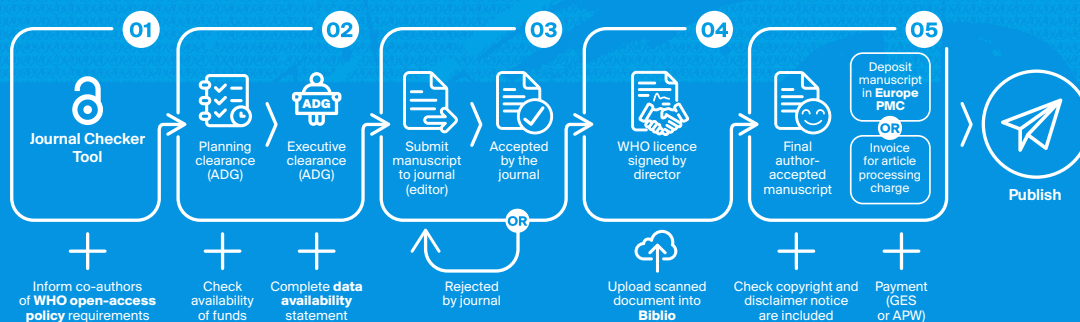 01
Journal Checker
Tool
Inform co-authors
of WHO open-access
policy requirements
02
Planning
clearance
(ADG)
ADG
Executive
clearance
(ADG)
Check
availability
of funds
Complete data
availability
statement
03
Submit
manuscript
to journal
(editor)
Accepted
by the
journal
OR
Rejected
by journal
04
WHO licence
signed by
director
Upload scanned
document into
Biblio
05
Final
author-
accepted
manuscript
Deposit
manuscript
in Europe
PMC
OR
Invoice
for article
processing
charge
Check copyright and
disclaimer notice
are included
Payment
(GES
or APW)
Publish